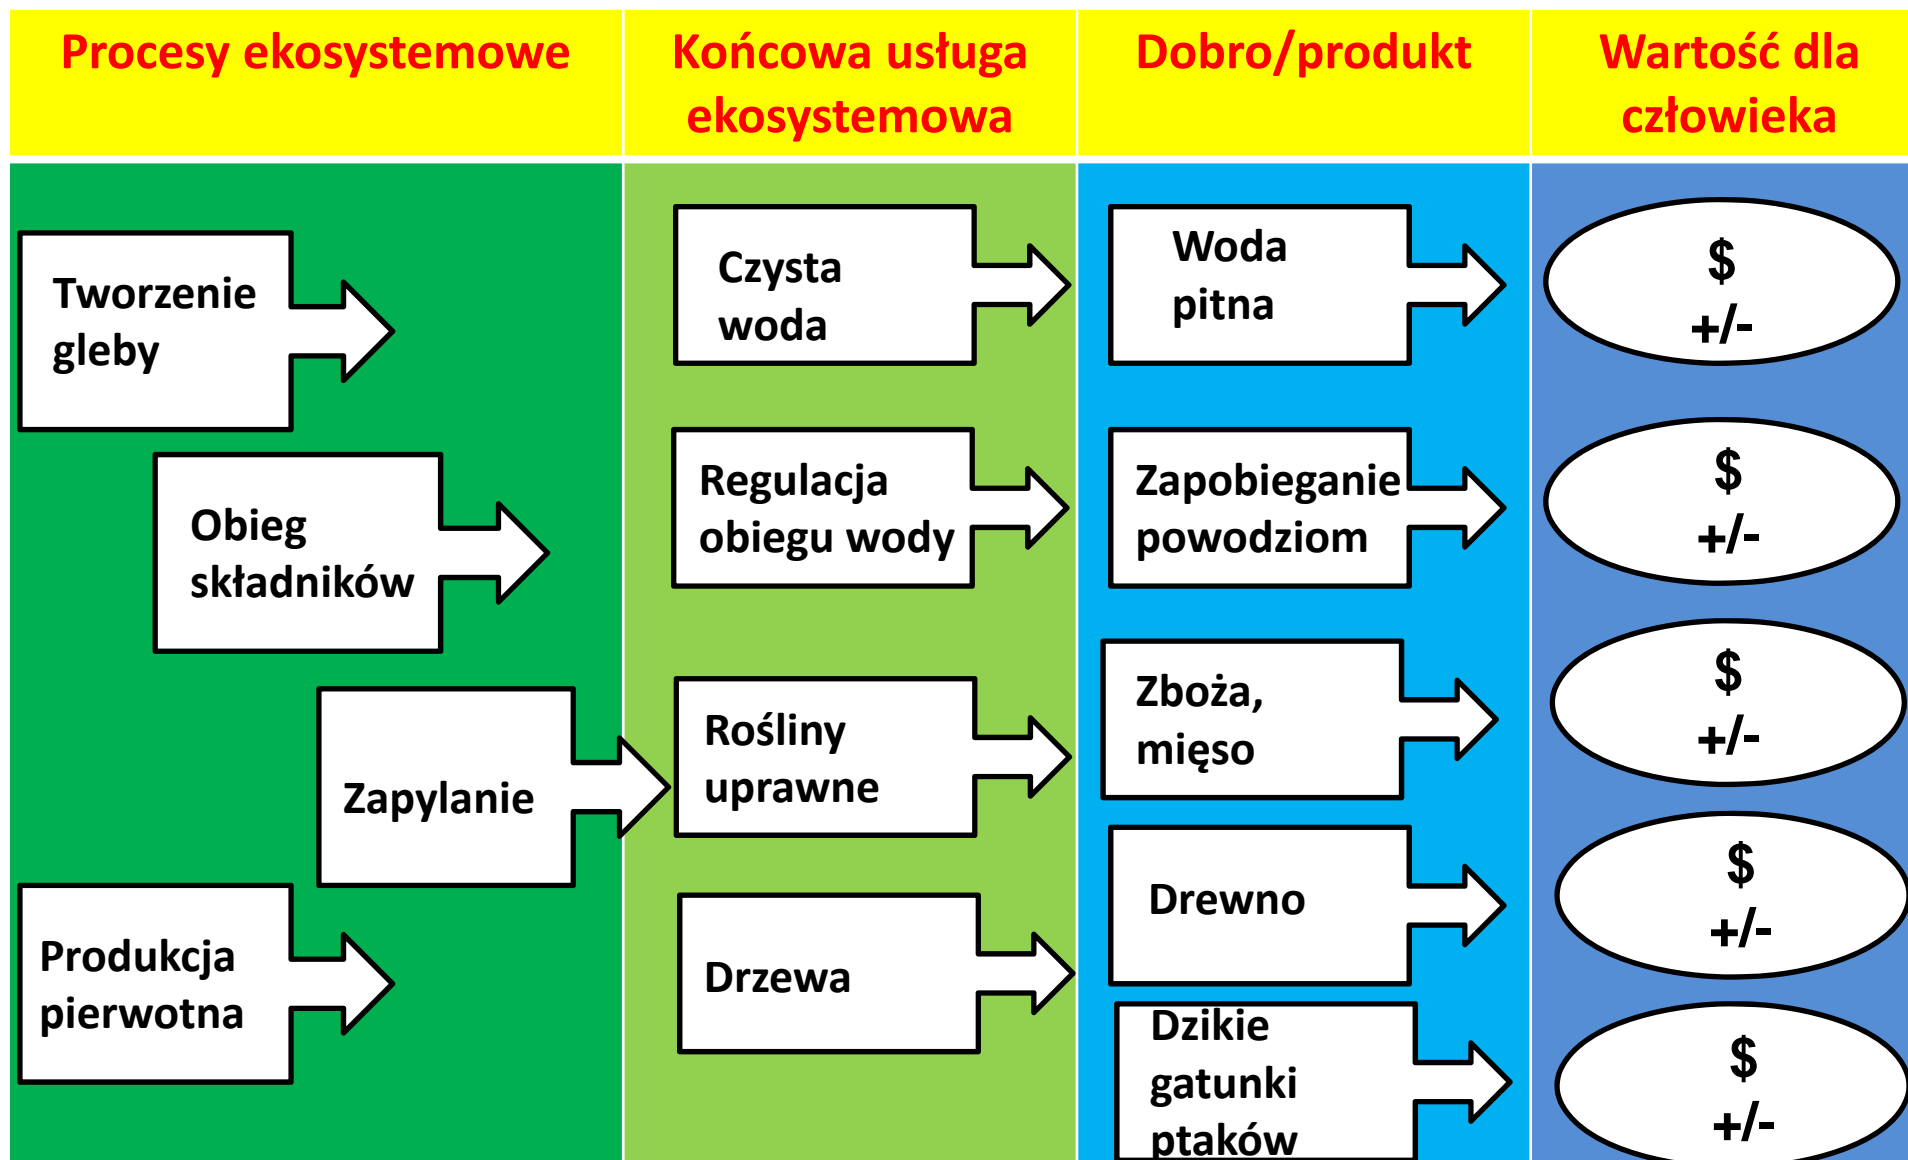 Procesy ekosystemowe
Końcowa usługa
ekosystemowa
Dobro/produkt
Wartość dla
człowieka
Tworzenie
gleby
Obieg
składników
Zapylanie
Produkcja
pierwotna
Czysta
woda
Regulacja
obiegu wody
Rośliny
uprawne
Drzewa
Woda
pitna
Zapobieganie
powodziom
Zboża,
mięso
Drewno
Dzikie
gatunki
ptaków
$
+/-
$
+/-
$
+/-
$
+/-
$
+/-